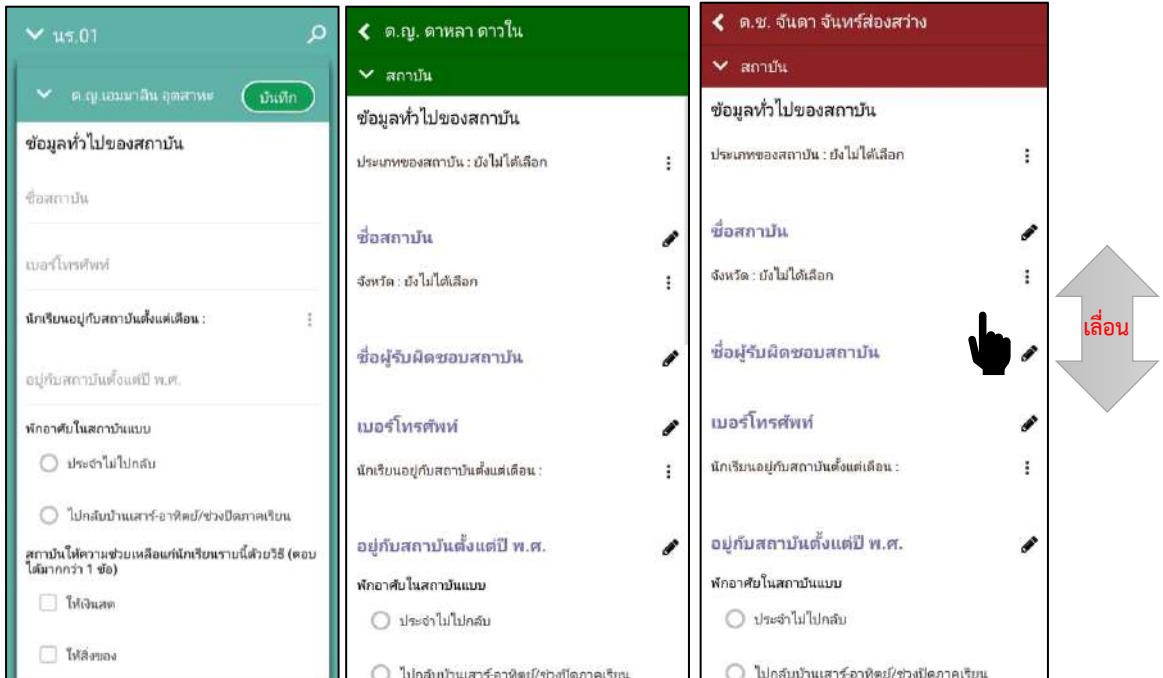 นร.01
ด.ญ.เอมมาลิน อุตสาหะ
บันทึก
ข้อมูลทั่วไปของสถาบัน
ชื่อสถาบัน
เบอร์โทรศัพท์
นักเรียนอยู่กับสถาบันตั้งแต่เดือน :
อยู่กับสถาบันตั้งแต่ปี พ.ศ.
พักอาศัยในสถาบันแบบ
ประจำไม่ไปกลับ
ไปกลับบ้านเสาร์-อาทิตย์/ช่วงปิดภาคเรียน
สถาบันให้ความช่วยเหลือแก่นักเรียนรายนี้ด้วยวิธี (ตอบ
ได้มากกว่า 1 ข้อ)
ให้เงินสด
ให้สิ่งของ
ด.ญ. ดาหลา ดาวใน
สถาบัน
ข้อมูลทั่วไปของสถาบัน
ประเภทของสถาบัน : ยังไม่ได้เลือก
ชื่อสถาบัน
จังหวัด : ยังไม่ได้เลือก
ชื่อผู้รับผิดชอบสถาบัน
เบอร์โทรศัพท์
นักเรียนอยู่กับสถาบันตั้งแต่เดือน :
อยู่กับสถาบันตั้งแต่ปี พ.ศ.
พักอาศัยในสถาบันแบบ
ประจำไม่ไปกลับ
ไปกลับบ้านเสาร์-อาทิตย์/ช่วงปิดภาคเรียน
ด.ช. จันดา จันทร์ส่องสว่าง
สถาบัน
ข้อมูลทั่วไปของสถาบัน
ประเภทของสถาบัน : ยังไม่ได้เลือก
ชื่อสถาบัน
จังหวัด : ยังไม่ได้เลือก
ชื่อผู้รับผิดชอบสถาบัน
เบอร์โทรศัพท์
นักเรียนอยู่กับสถาบันตั้งแต่เดือน :
อยู่กับสถาบันตั้งแต่ปี พ.ศ.
พักอาศัยในสถาบันแบบ
ประจำไม่ไปกลับ
ไปกลับบ้านเสาร์-อาทิตย์/ช่วงปิดภาคเรียน
เลื่อน